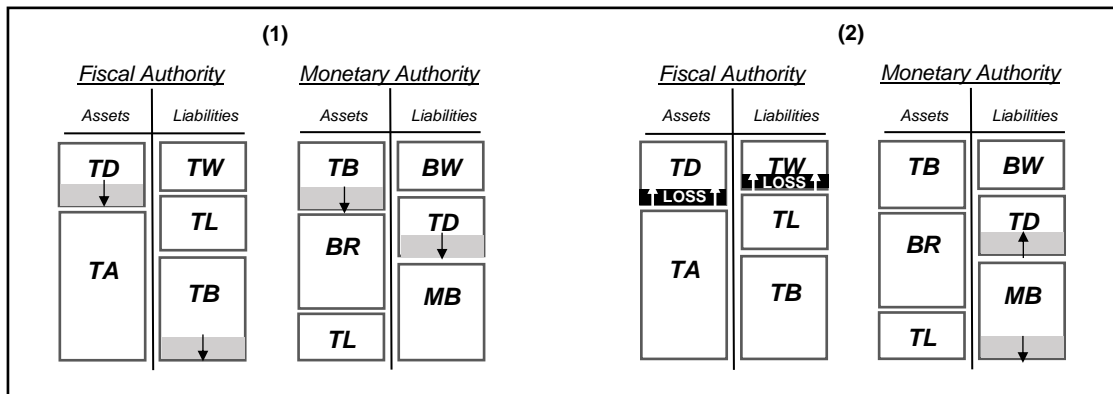 (1)
Fiscal Authority
Assets
Liabilities
TD
TA
TW
TL
TB
Monetary Authority
Assets
Liabilities
TB
BR
TL
BW
TD
MB
(2)
Fiscal Authority
Assets
Liabilities
TD
LOSS
TA
TW
LOSS
TL
TB
Monetary Authority
Assets
Liabilities
TB
BR
TL
BW
TD
MB